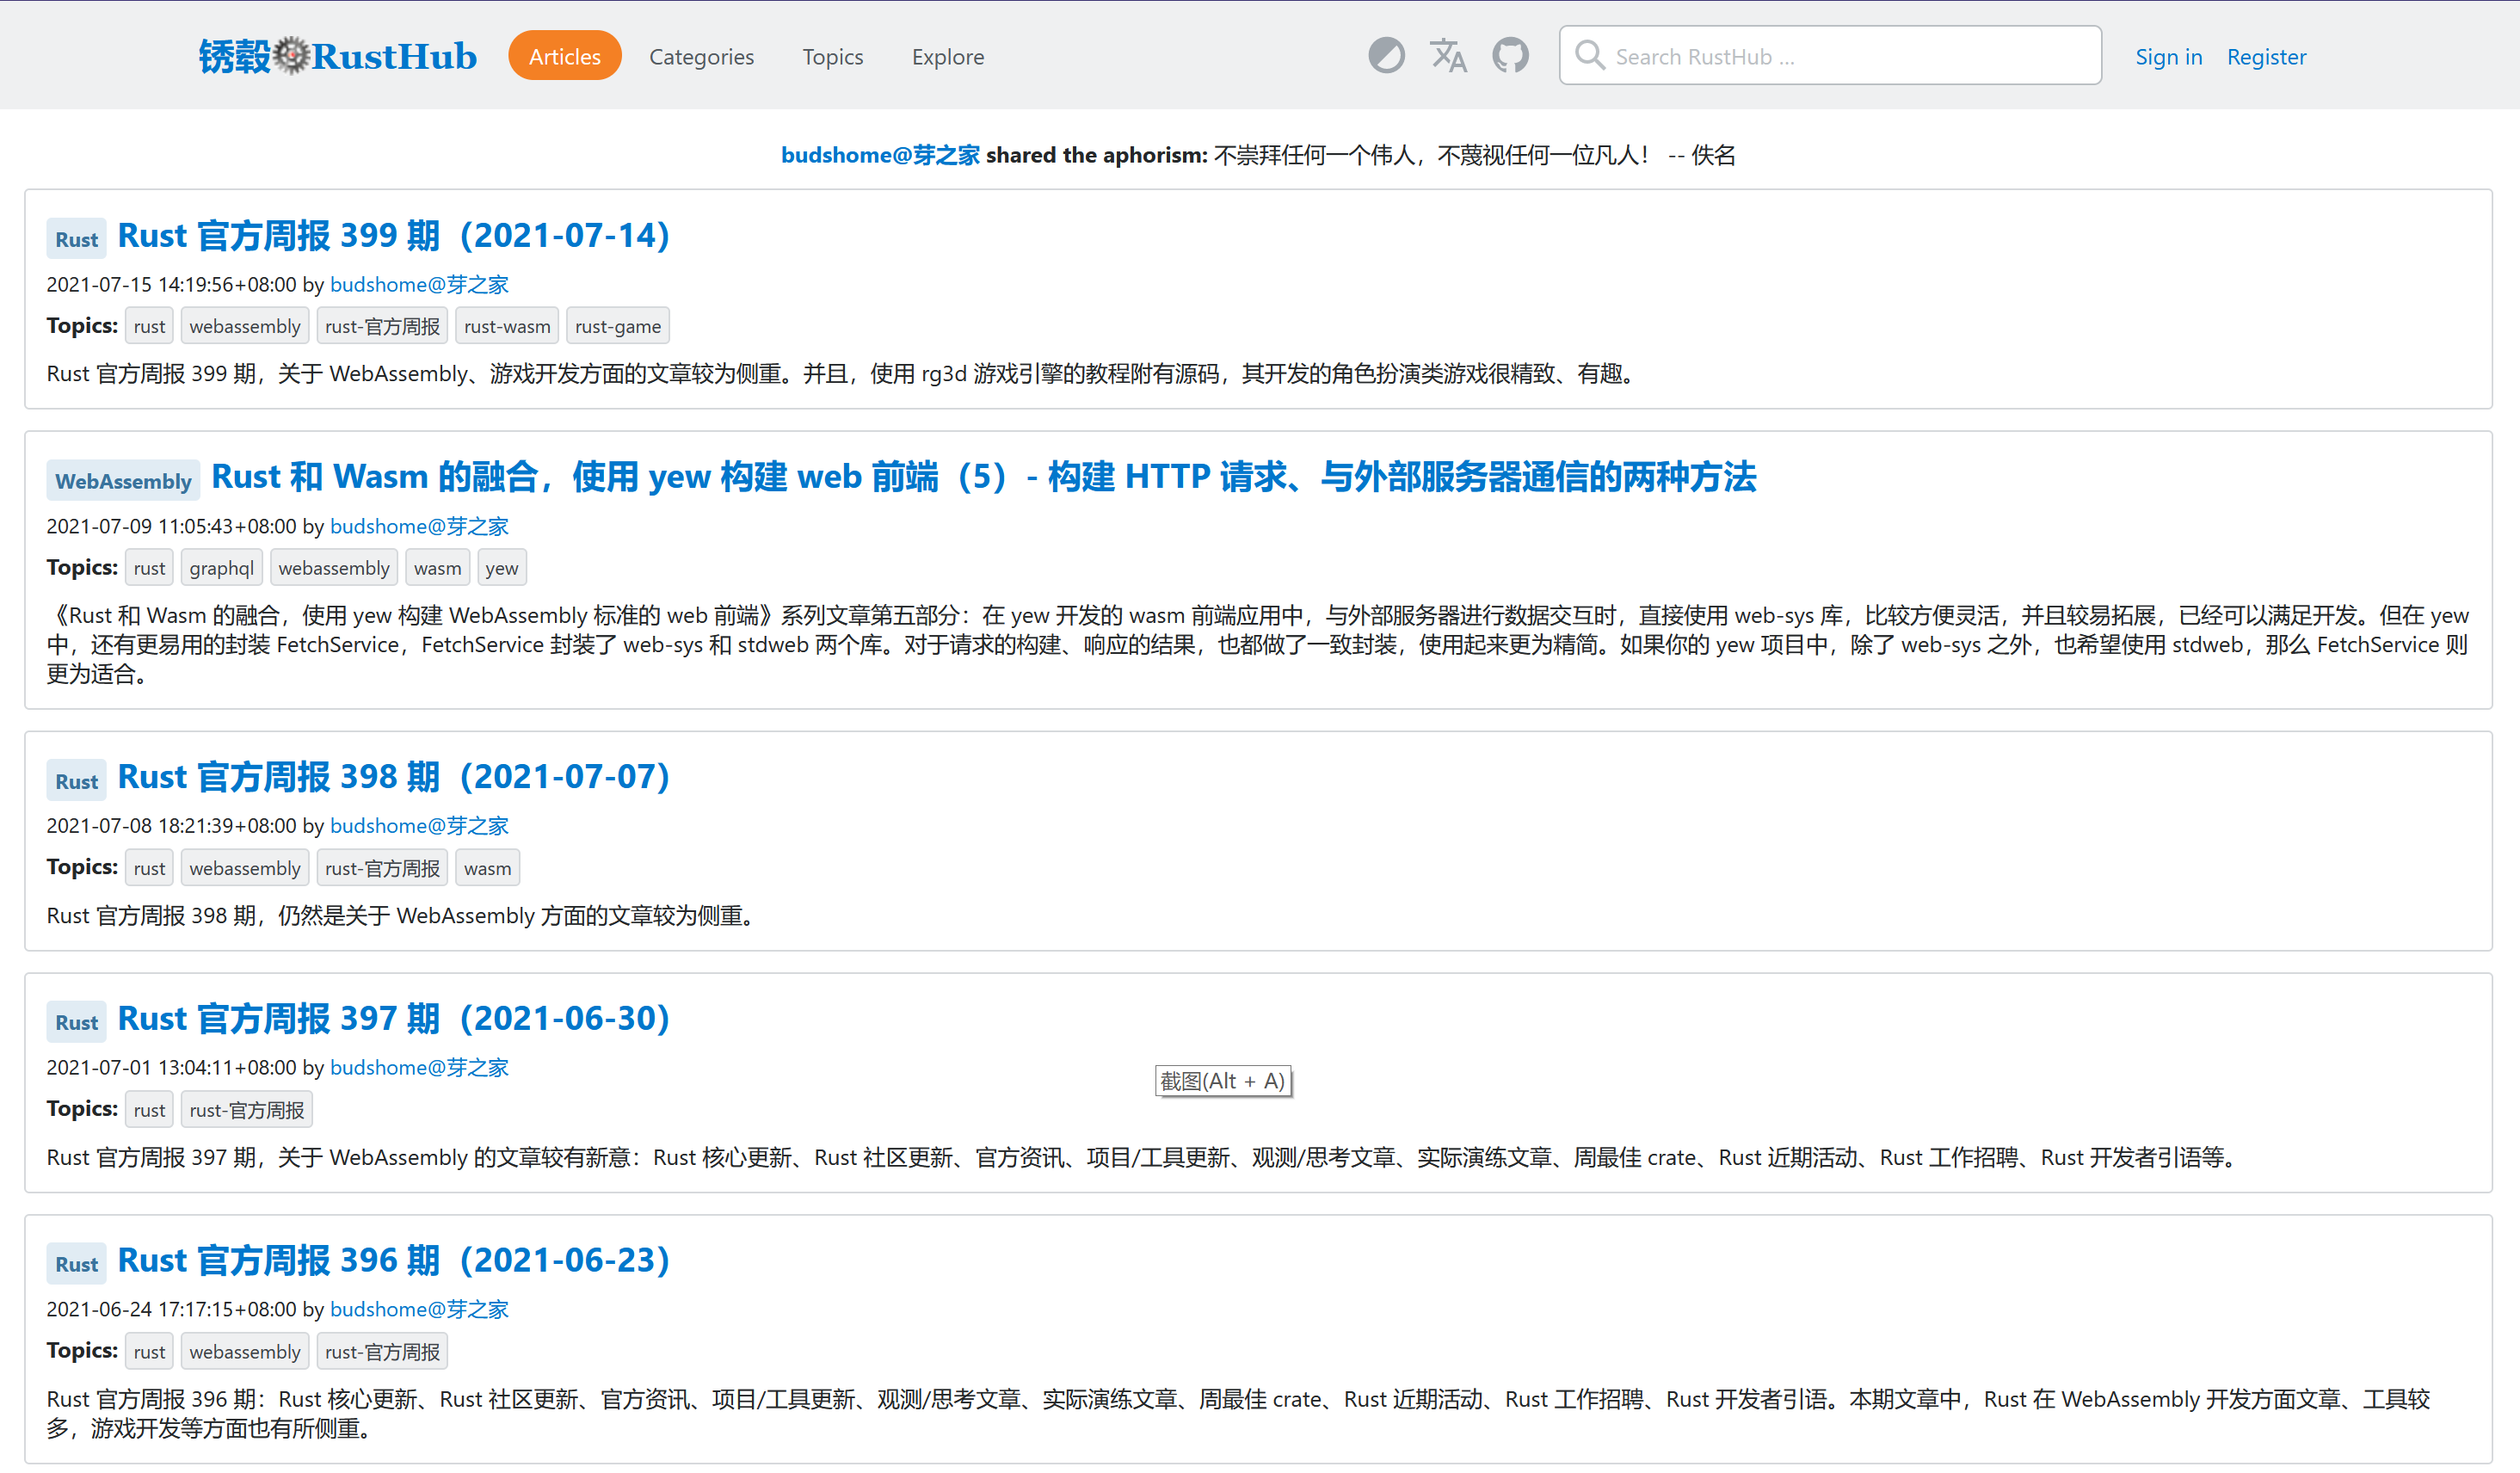 锈毂RustHub Articles Categories Topics Explore Search RustHub ... Sign in Register
budshome@芽之家 shared the aphorism: 不崇拜任何一个伟人，不蔑视任何一位凡人！ -- 佚名
Rust Rust 官方周报 399 期（2021-07-14）
2021-07-15 14:19:56+08:00 by budshome@芽之家
Topics: rust webassembly rust-官方周报 rust-wasm rust-game
Rust 官方周报 399 期，关于 WebAssembly、游戏开发方面的文章较为侧重。并且，使用 rg3d 游戏引擎的教程附有源码，其开发的角色扮演类游戏很精致、有趣。
WebAssembly Rust 和 Wasm 的融合，使用 yew 构建 web 前端（5）- 构建 HTTP 请求、与外部服务器通信的两种方法
2021-07-09 11:05:43+08:00 by budshome@芽之家
Topics: rust graphql webassembly wasm yew
《Rust 和 Wasm 的融合，使用 yew 构建 WebAssembly 标准的 web 前端》系列文章第五部分：在 yew 开发的 wasm 前端应用中，与外部服务器进行数据交互时，直接使用 web-sys 库，比较方便灵活，并且较易拓展，已经可以满足开发。但在 yew
中，还有更易用的封装 FetchService，FetchService 封装了 web-sys 和 stdweb 两个库。对于请求的构建、响应的结果，也都做了一致封装，使用起来更为精简。如果你的 yew 项目中，除了 web-sys 之外，也希望使用 stdweb，那么 FetchService 则
更为适合。
Rust Rust 官方周报 398 期（2021-07-07）
2021-07-08 18:21:39+08:00 by budshome@芽之家
Topics: rust webassembly rust-官方周报 wasm
Rust 官方周报 398 期，仍然是关于 WebAssembly 方面的文章较为侧重。
Rust Rust 官方周报 397 期（2021-06-30）
2021-07-01 13:04:11+08:00 by budshome@芽之家
截图(Alt + A)
Topics: rust rust-官方周报
Rust 官方周报 397 期，关于 WebAssembly 的文章较有新意：Rust 核心更新、Rust 社区更新、官方资讯、项目/工具更新、观测/思考文章、实际演练文章、周最佳 crate、Rust 近期活动、Rust 工作招聘、Rust 开发者引语等。
Rust Rust 官方周报 396 期（2021-06-23）
2021-06-24 17:17:15+08:00 by budshome@芽之家
Topics: rust webassembly rust-官方周报
Rust 官方周报 396 期：Rust 核心更新、Rust 社区更新、官方资讯、项目/工具更新、观测/思考文章、实际演练文章、周最佳 crate、Rust 近期活动、Rust 工作招聘、Rust 开发者引语。本期文章中，Rust 在 WebAssembly 开发方面文章、工具较
多，游戏开发等方面也有所侧重。